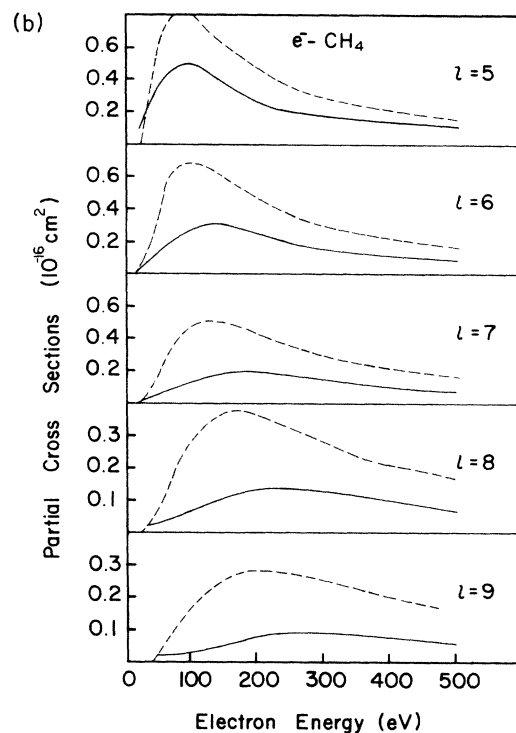 (b)
e⁻- CH₄
0.6
0.4
0.2
l = 5
0.6
0.4
0.2
l = 6
0.6
0.4
0.2
l = 7
0.3
0.2
0.1
l = 8
0.3
0.2
0.1
l = 9
0 100 200 300 400 500
Electron Energy (eV)
Partial Cross Sections (10⁻¹⁶cm²)